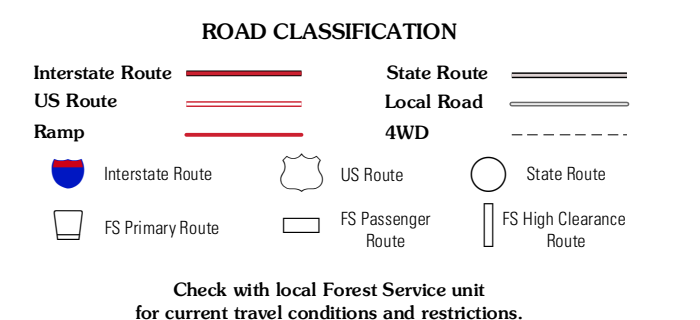 ROAD CLASSIFICATION
Interstate Route
State Route
US Route
Local Road
Ramp
4WD
Interstate Route
US Route
State Route
FS Primary Route
FS Passenger
Route
FS High Clearance
Route
Check with local Forest Service unit
for current travel conditions and restrictions.